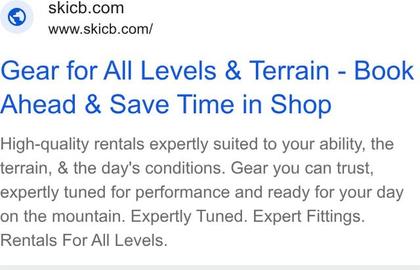 skicb.com
www.skicb.com/
Gear for All Levels & Terrain - Book
Ahead & Save Time in Shop
High-quality rentals expertly suited to your ability, the
terrain, & the day's conditions. Gear you can trust,
expertly tuned for performance and ready for your day
on the mountain. Expertly Tuned. Expert Fittings.
Rentals For All Levels.